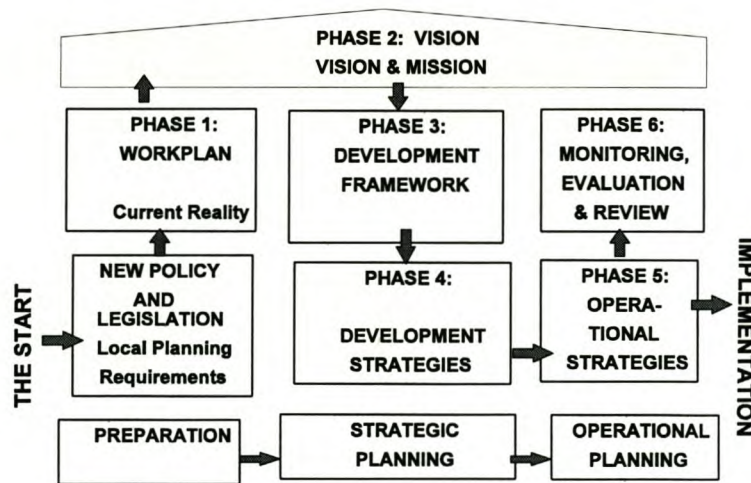 PHASE 2: VISION
VISION & MISSION
PHASE 1:
WORKPLAN
Current Reality
PHASE 3:
DEVELOPMENT
FRAMEWORK
PHASE 6:
MONITORING,
EVALUATION
& REVIEW
THE START
NEW POLICY
AND
LEGISLATION
Local Planning
Requirements
PHASE 4:
DEVELOPMENT
STRATEGIES
PHASE 5:
OPERA-
TIONAL
STRATEGIES
IMPLEMENTATION
PREPARATION
STRATEGIC
PLANNING
OPERATIONAL
PLANNING